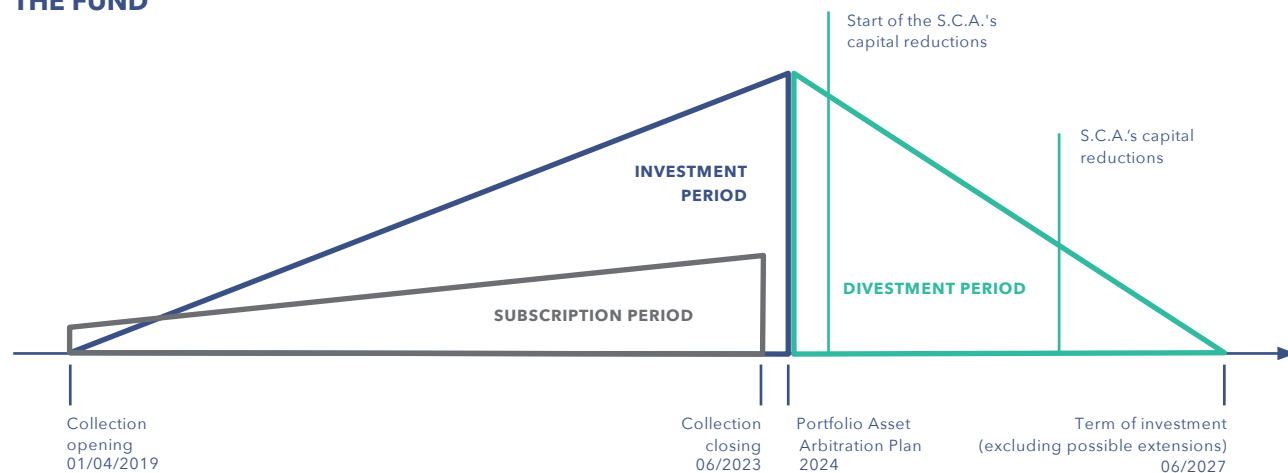 THE FUND
Start of the S.C.A.'s
capital reductions
S.C.A.’s capital
reductions
INVESTMENT
PERIOD
DIVESTMENT PERIOD
SUBSCRIPTION PERIOD
Collection
opening
01/04/2019
Collection
closing
06/2023
Portfolio Asset
Arbitration Plan
2024
Term of investment
(excluding possible extensions)
06/2027